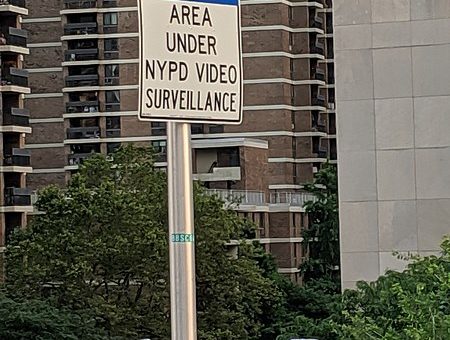 AREA
UNDER
NYPD VIDEO
SURVEILLANCE